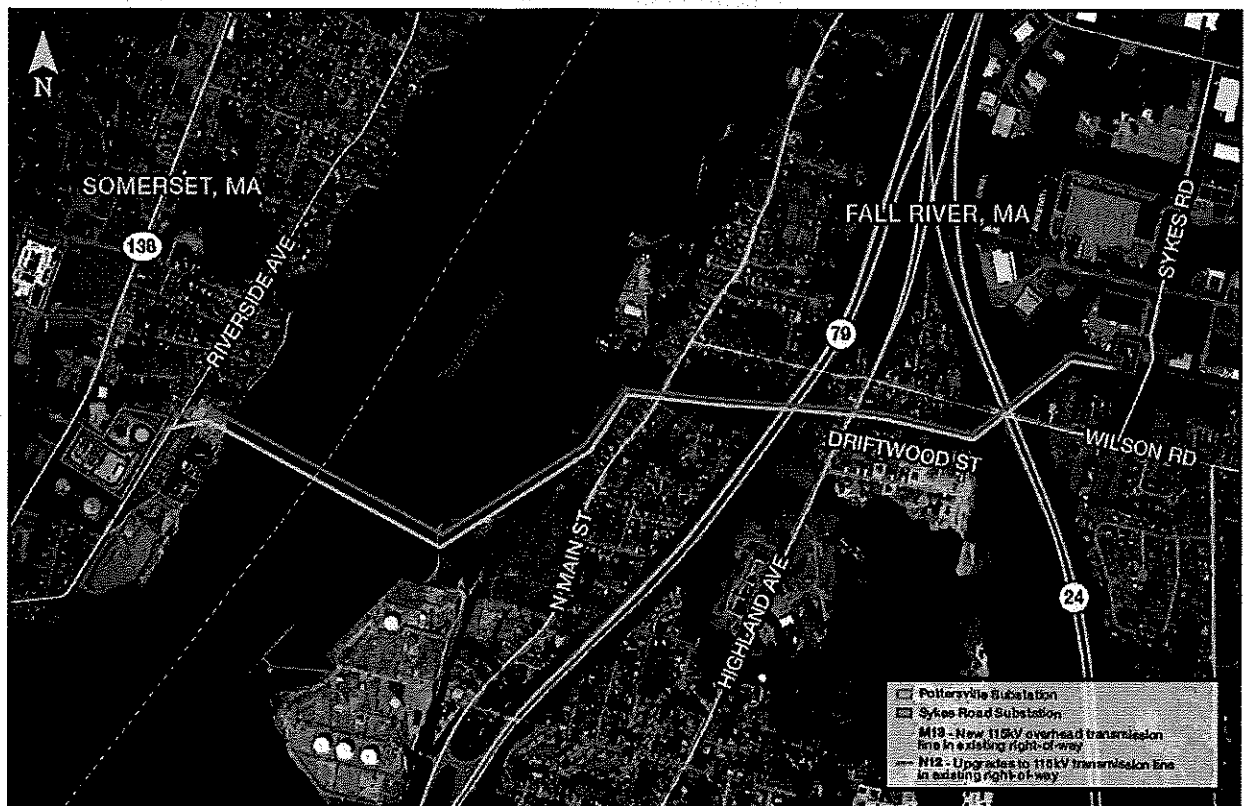 N
SOMERSET, MA
138
RIVERSIDE AVE
FALL RIVER, MA
SYKES RD
79
DRIFTWOOD ST
WILSON RD
N MAIN ST
HIGHLAND AVE
24
Pottersville Substation
Sykes Road Substation
M13 - New 115kV overhead transmission
line in existing right-of-way
N12 - Upgrades to 115kV transmission line
in existing right-of-way